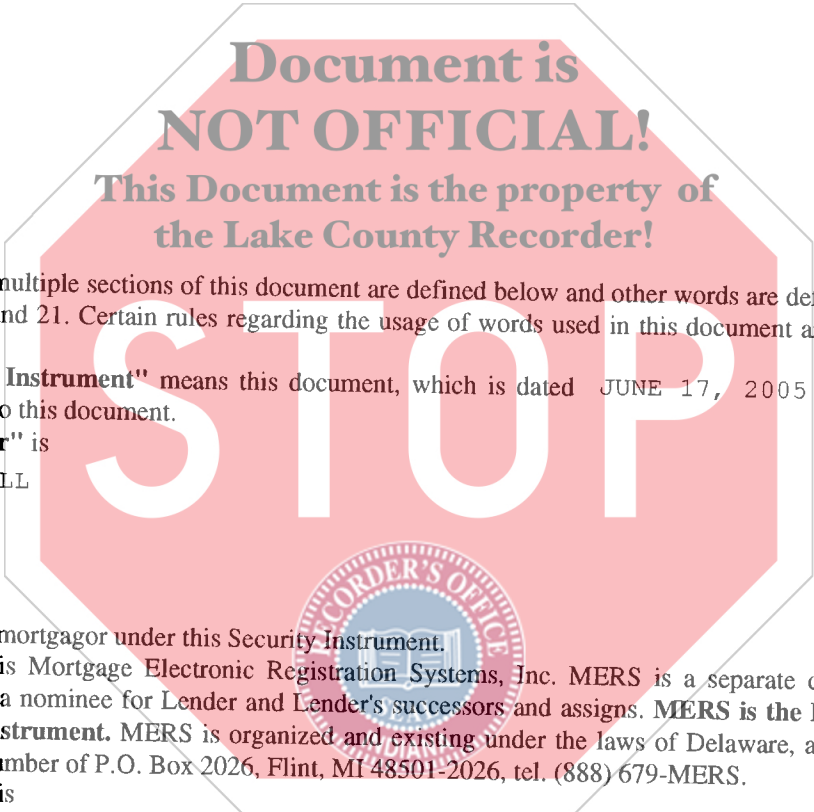 Document is
NOT OFFICIAL!
This Document is the property of
the Lake County Recorder!
multiple sections of this document are defined below and other words are def
nd 21. Certain rules regarding the usage of words used in this document a
STOP
Instrument" means this document, which is dated JUNE 17, 2005
o this document.
r" is
LL
RECORDER'S OFFICE
mortgagor under this Security Instrument.
is Mortgage Electronic Registration Systems, Inc. MERS is a separate c
a nominee for Lender and Lender's successors and assigns. MERS is the
strument. MERS is organized and existing under the laws of Delaware, a
mber of P.O. Box 2026, Flint, MI 48501-2026, tel. (888) 679-MERS.
is